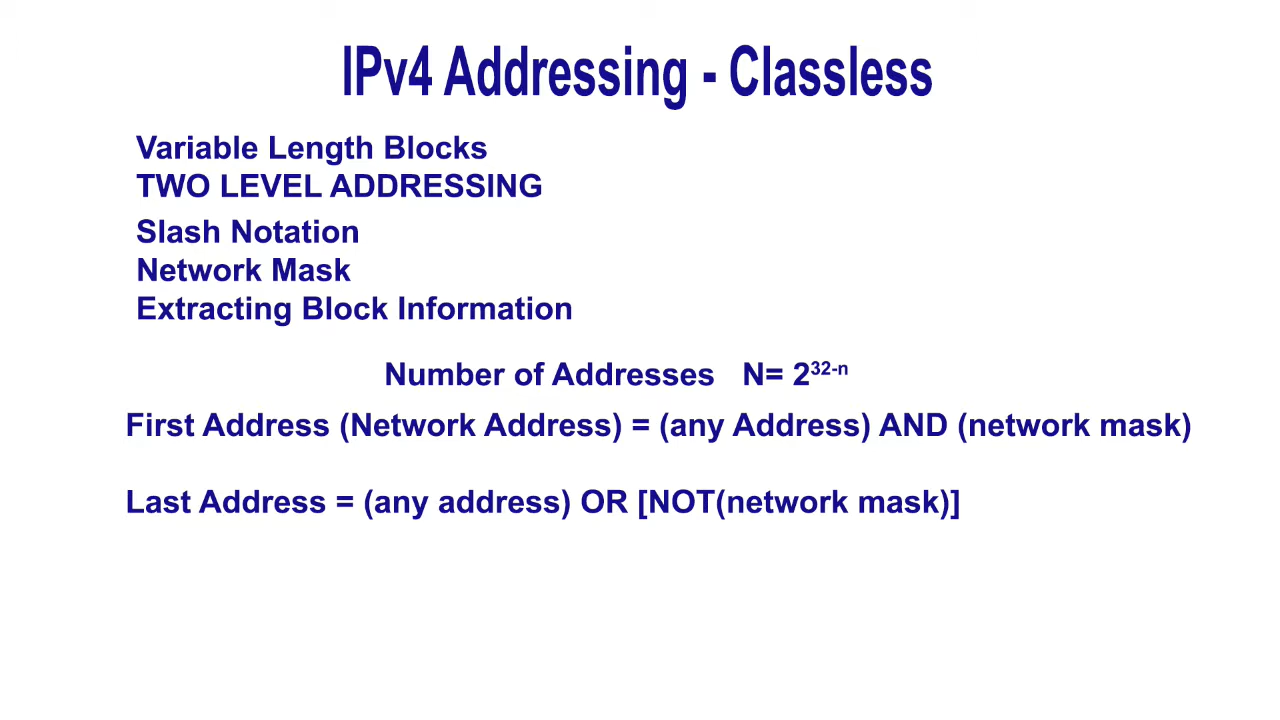 IPv4 Addressing - Classless
Variable Length Blocks
TWO LEVEL ADDRESSING
Slash Notation
Network Mask
Extracting Block Information
Number of Addresses N= 2³²⁻ⁿ
First Address (Network Address) = (any Address) AND (network mask)
Last Address = (any address) OR [NOT(network mask)]